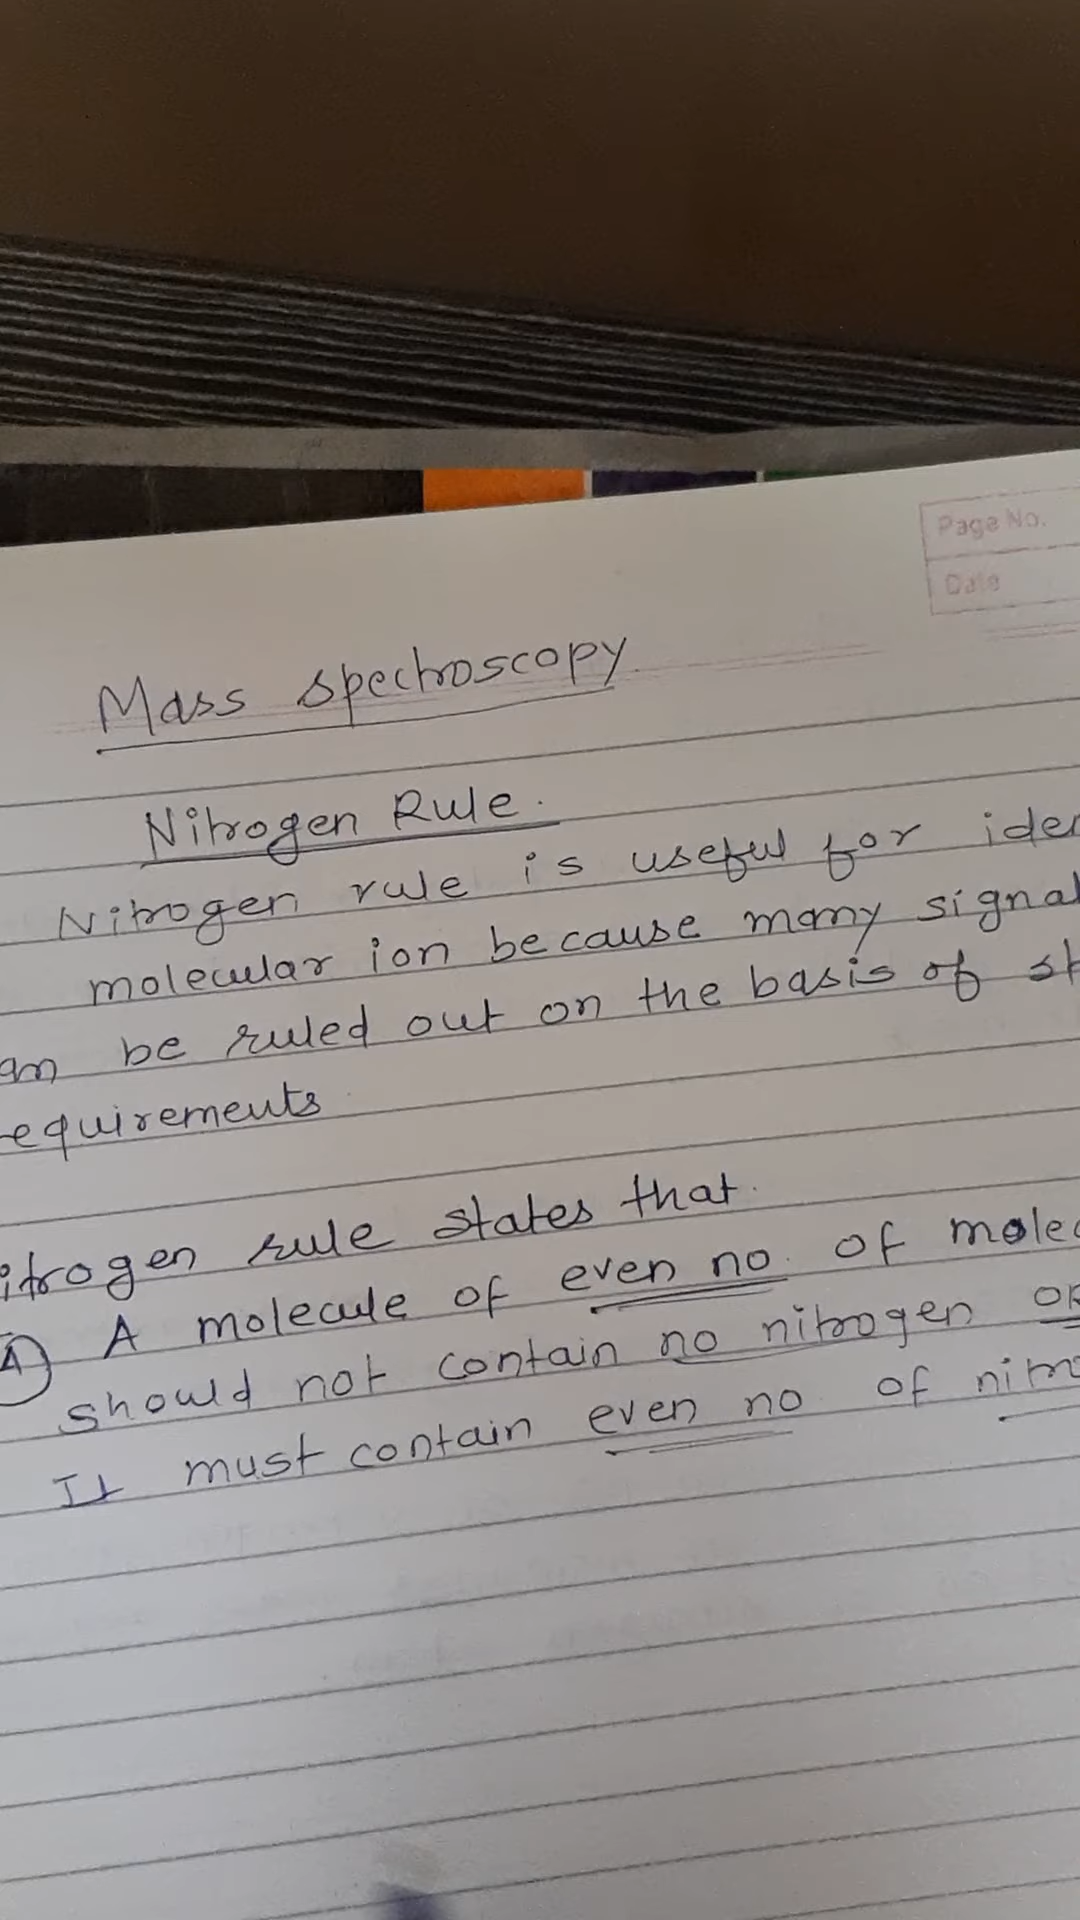 Page No.
Date
Mass spectroscopy
Nitrogen Rule.
Nitrogen rule is useful for
molecular ion because many signal
be ruled out on the basis of
equirements
itrogen rule states that.
A A molecule of even no. of
should not contain no nitrogen or
It must contain even no of